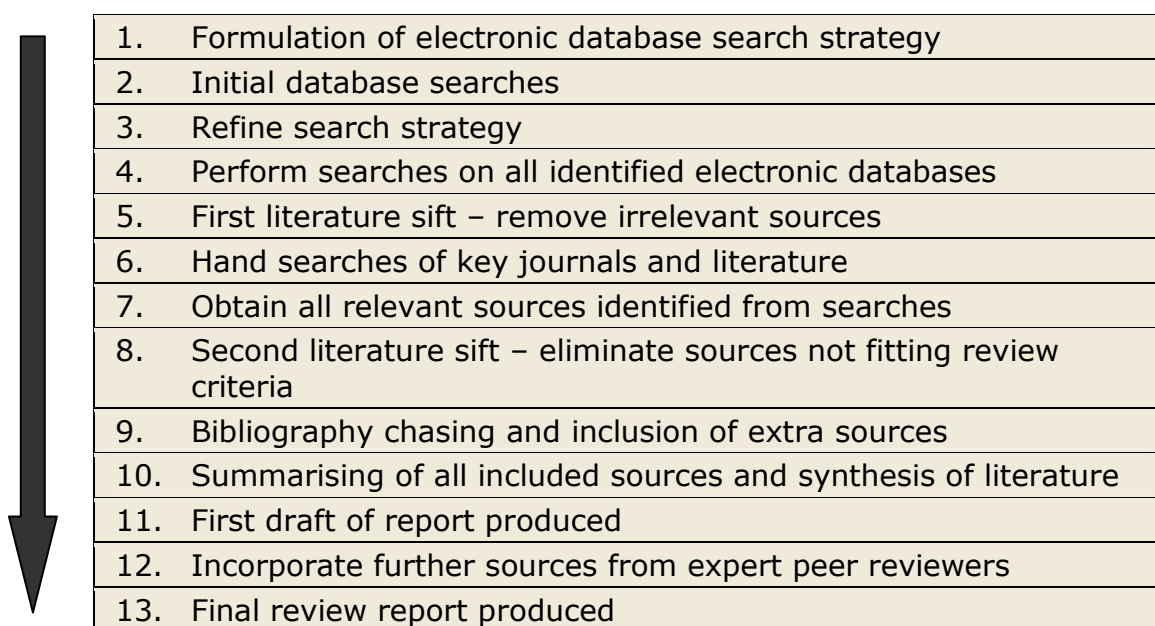 1. Formulation of electronic database search strategy
2. Initial database searches
3. Refine search strategy
4. Perform searches on all identified electronic databases
5. First literature sift – remove irrelevant sources
6. Hand searches of key journals and literature
7. Obtain all relevant sources identified from searches
8. Second literature sift – eliminate sources not fitting review
criteria
9. Bibliography chasing and inclusion of extra sources
10. Summarising of all included sources and synthesis of literature
11. First draft of report produced
12. Incorporate further sources from expert peer reviewers
13. Final review report produced